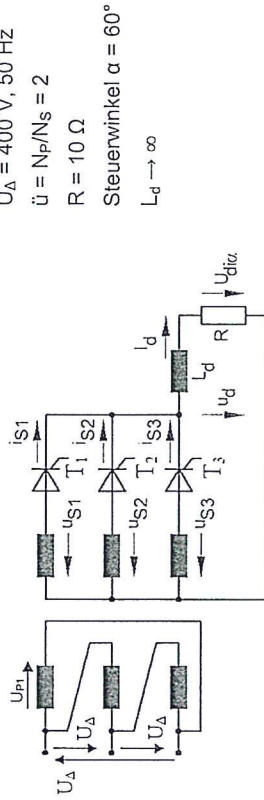 U_Δ = 400 V, 50 Hz
ü = N_P/N_S = 2
R = 10 Ω
Steuerwinkel α = 60°
L_d → ∞
u_P1
U_Δ
U_Δ
U_Δ
u_S1
i_S1
T_1
u_S2
i_S2
T_2
u_S3
i_S3
T_3
I_d
L_d
u_d
R
U_diα